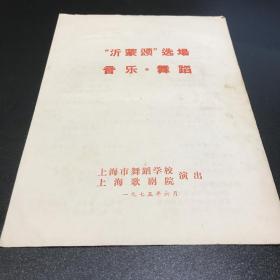 “沂蒙颂”选场
音乐·舞蹈
上海市舞蹈学校
上海歌剧院 演出
一九七五年六月